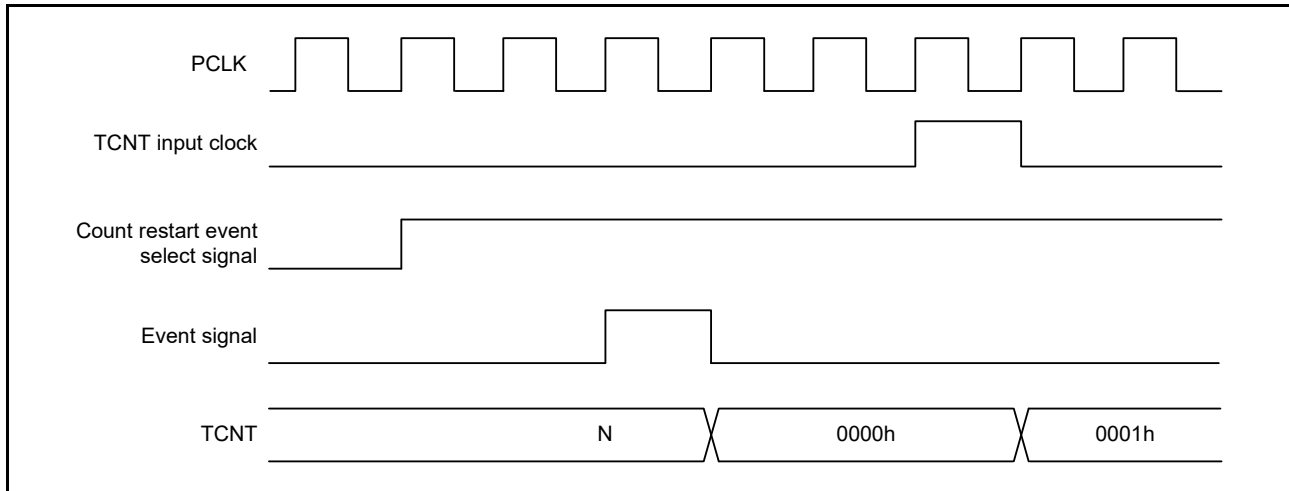 PCLK
TCNT input clock
Count restart event
select signal
Event signal
TCNT
N
0000h
0001h